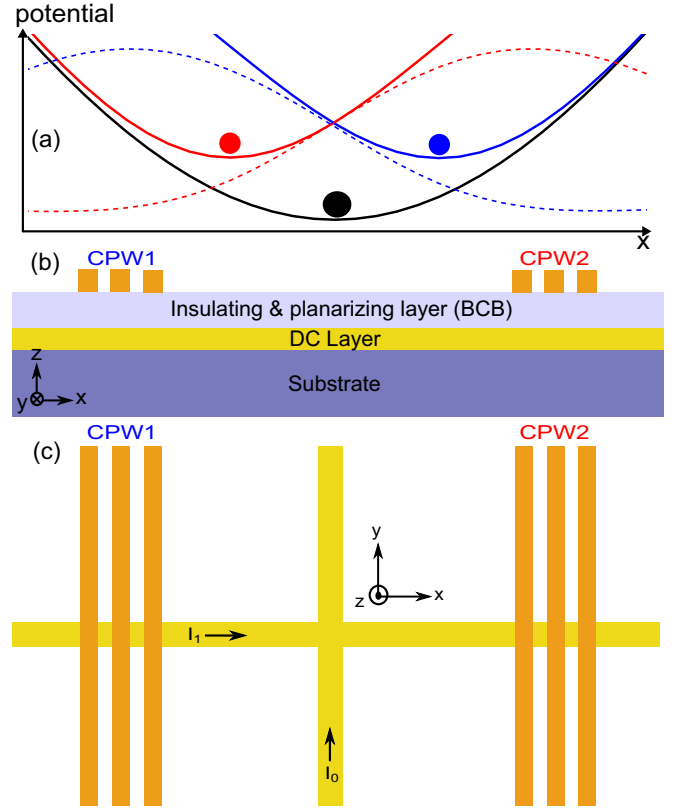 potential
(a)
x
(b)
CPW1
CPW2
Insulating & planarizing layer (BCB)
DC Layer
Substrate
z
y
x
CPW1
CPW2
(c)
y
z
x
I₁
I₀